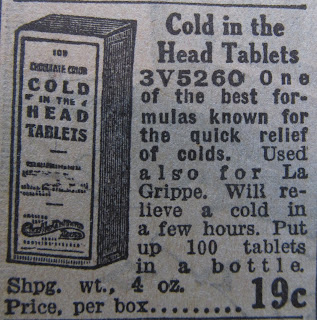 100
CHOCOLATE COATED
COLD
IN THE
HEAD
TABLETS
Cold in the
Head Tablets
3V5260 One
of the best for-
mulas known for
the quick relief
of colds. Used
also for La
Grippe. Will re-
lieve a cold in
a few hours. Put
up 100 tablets
in a bottle.
Shpg. wt., 4 oz.
Price, per box......... 19c